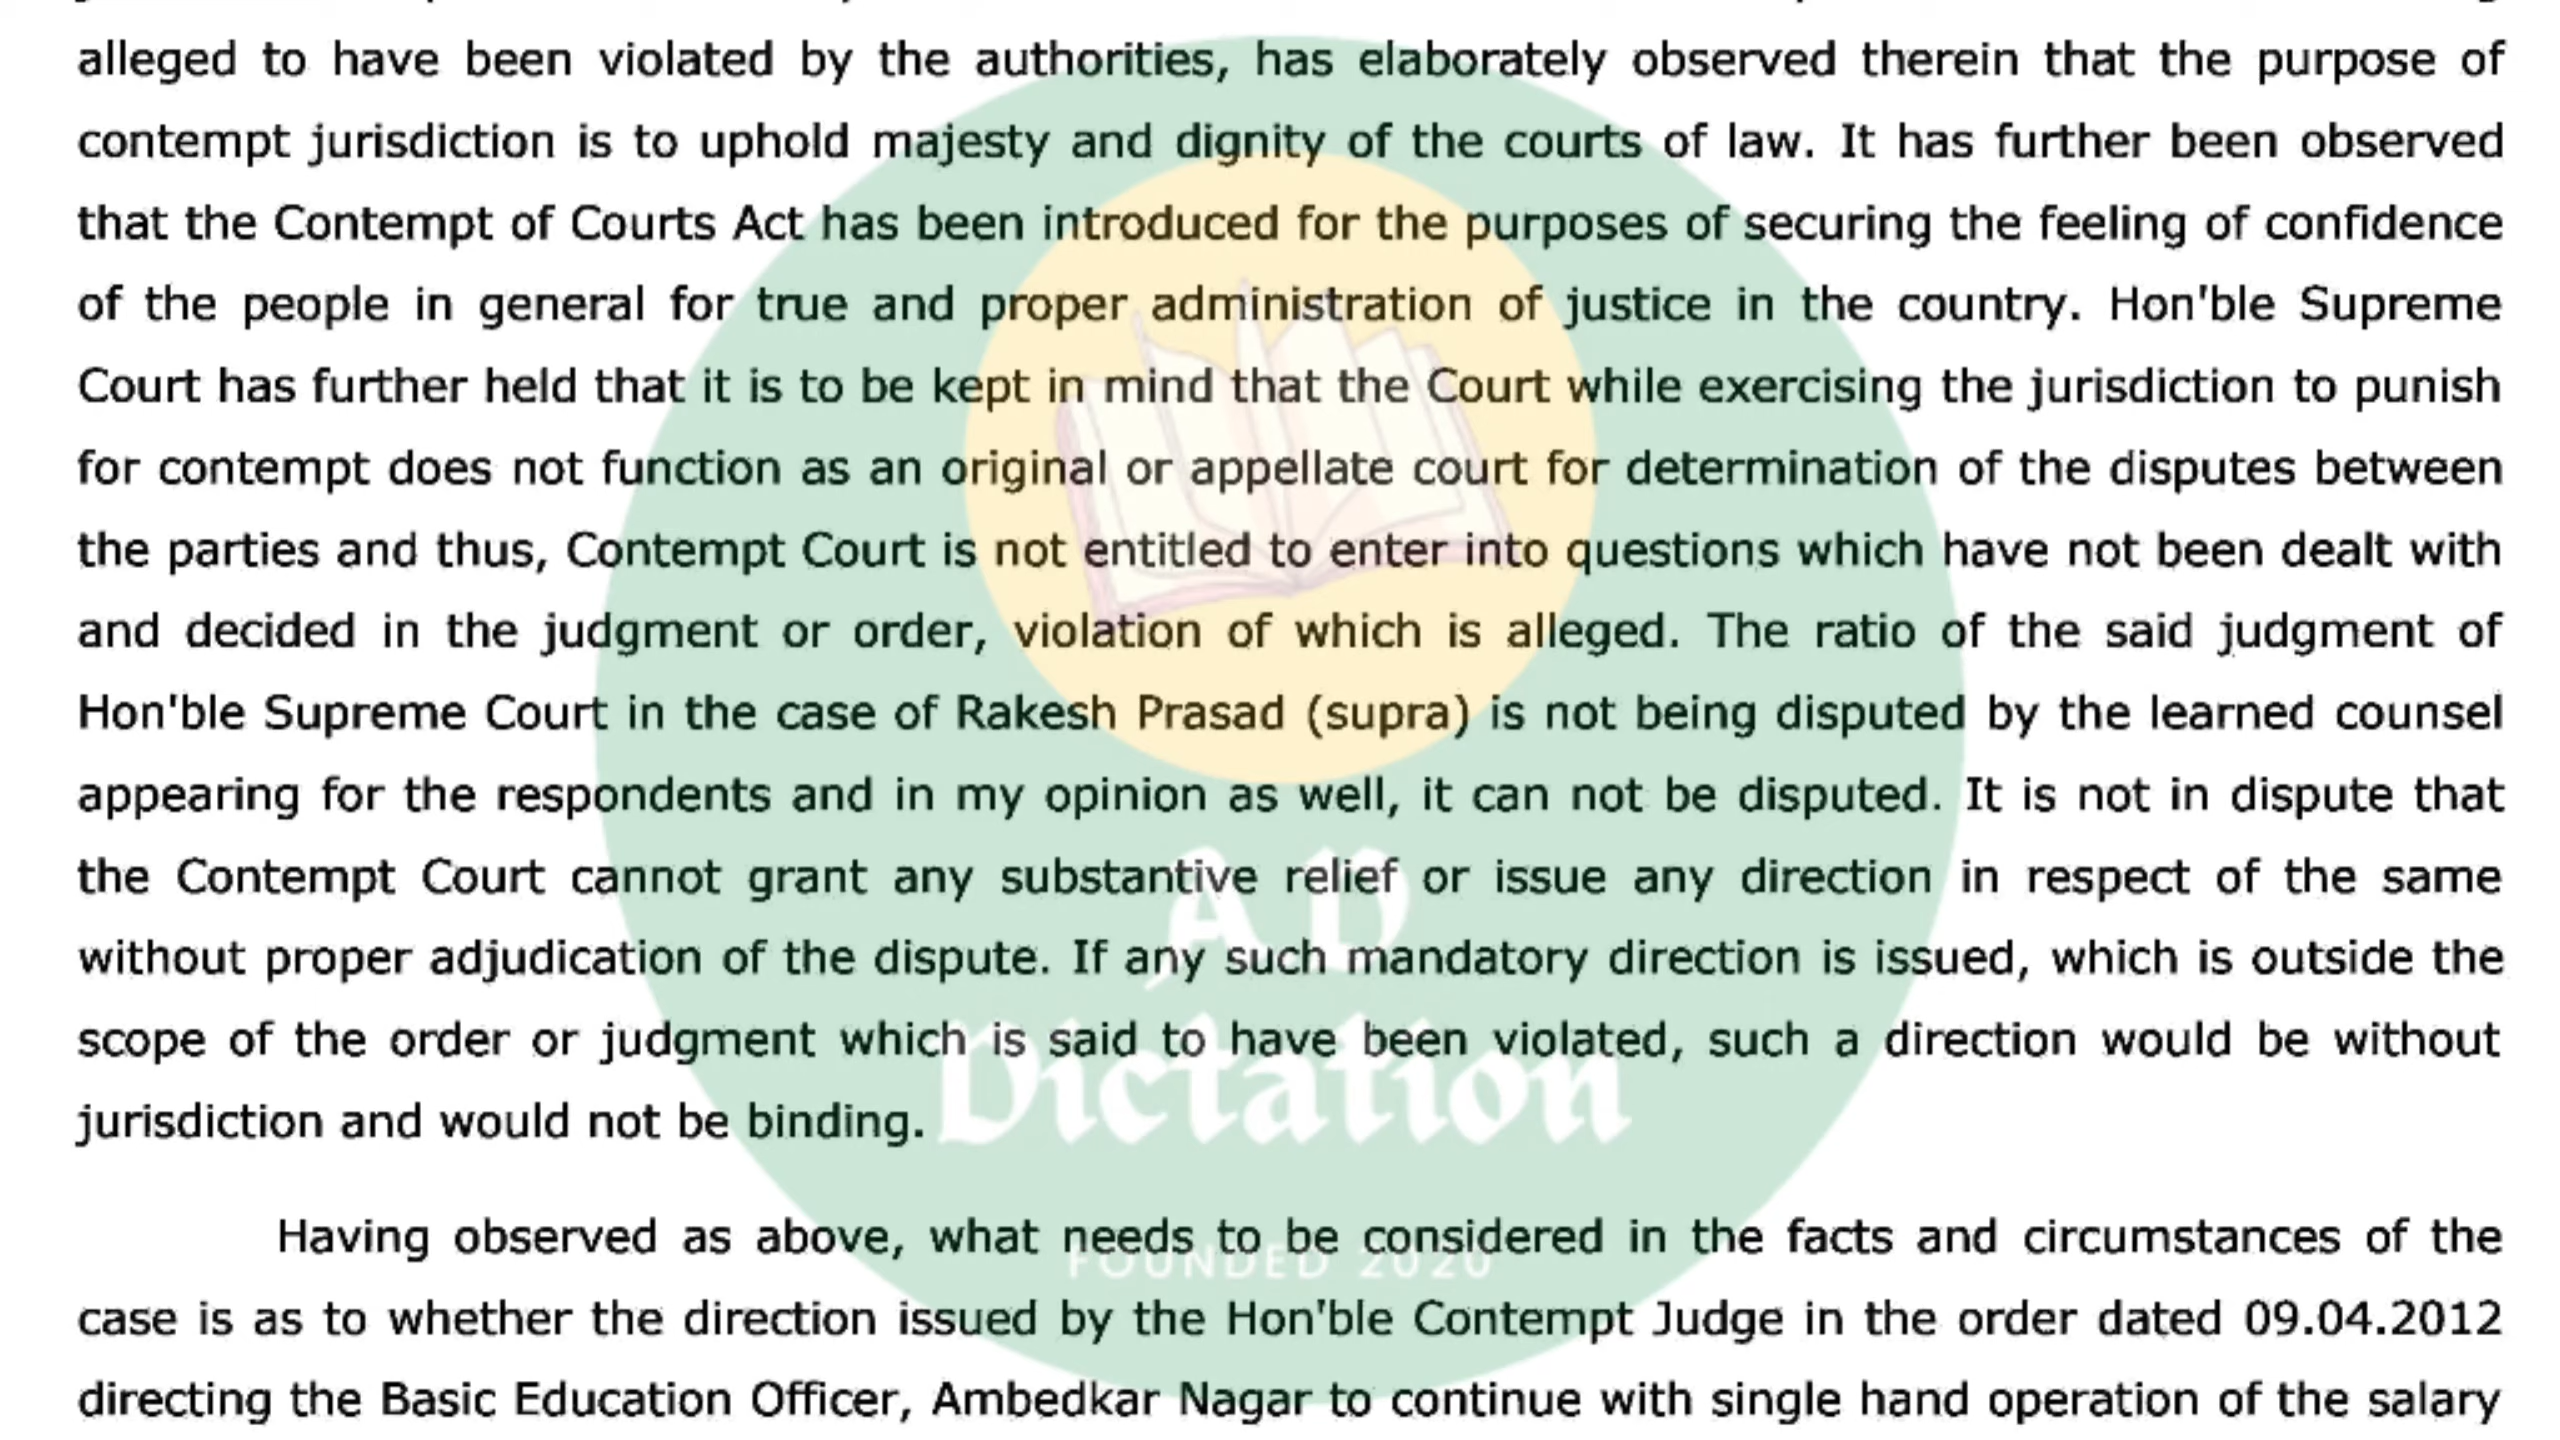 alleged to have been violated by the authorities, has elaborately observed therein that the purpose of
contempt jurisdiction is to uphold majesty and dignity of the courts of law. It has further been observed
that the Contempt of Courts Act has been introduced for the purposes of securing the feeling of confidence
of the people in general for true and proper administration of justice in the country. Hon'ble Supreme
Court has further held that it is to be kept in mind that the Court while exercising the jurisdiction to punish
for contempt does not function as an original or appellate court for determination of the disputes between
the parties and thus, Contempt Court is not entitled to enter into questions which have not been dealt with
and decided in the judgment or order, violation of which is alleged. The ratio of the said judgment of
Hon'ble Supreme Court in the case of Rakesh Prasad (supra) is not being disputed by the learned counsel
appearing for the respondents and in my opinion as well, it can not be disputed. It is not in dispute that
the Contempt Court cannot grant any substantive relief or issue any direction in respect of the same
without proper adjudication of the dispute. If any such mandatory direction is issued, which is outside the
scope of the order or judgment which is said to have been violated, such a direction would be without
jurisdiction and would not be binding.
Having observed as above, what needs to be considered in the facts and circumstances of the
case is as to whether the direction issued by the Hon'ble Contempt Judge in the order dated 09.04.2012
directing the Basic Education Officer, Ambedkar Nagar to continue with single hand operation of the salary
AD
Dictation
FOUNDED 2020